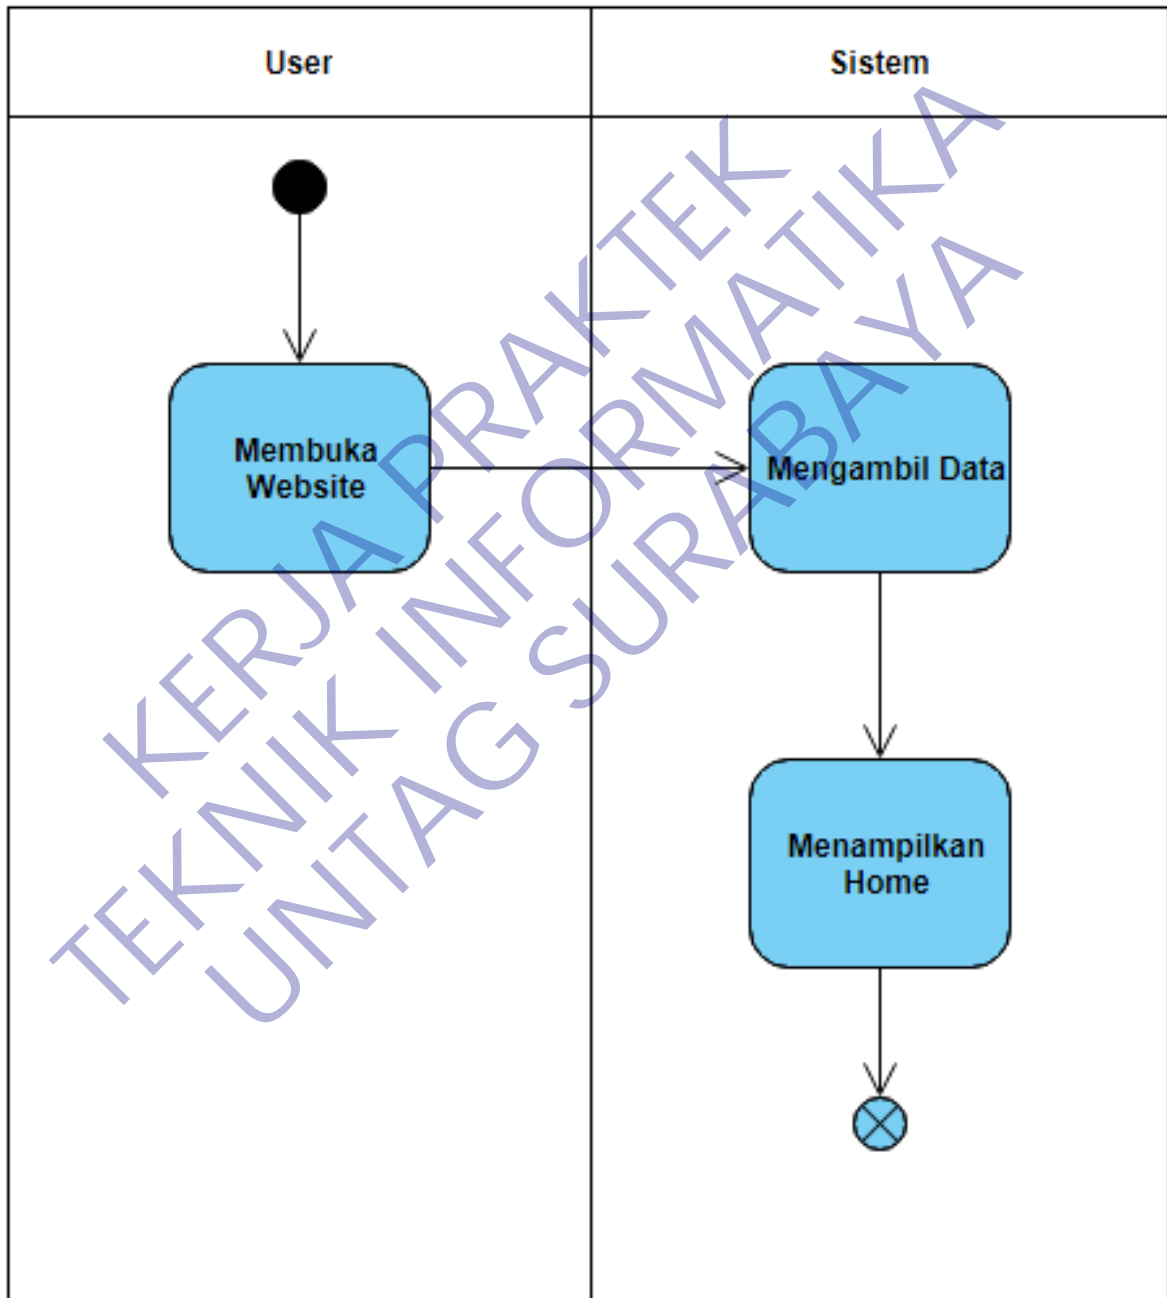 User
Sistem
Membuka
Website
Mengambil Data
Menampilkan
Home
KERJA PRAKTEK
TEKNIK INFORMATIKA
UNTAG SURABAYA